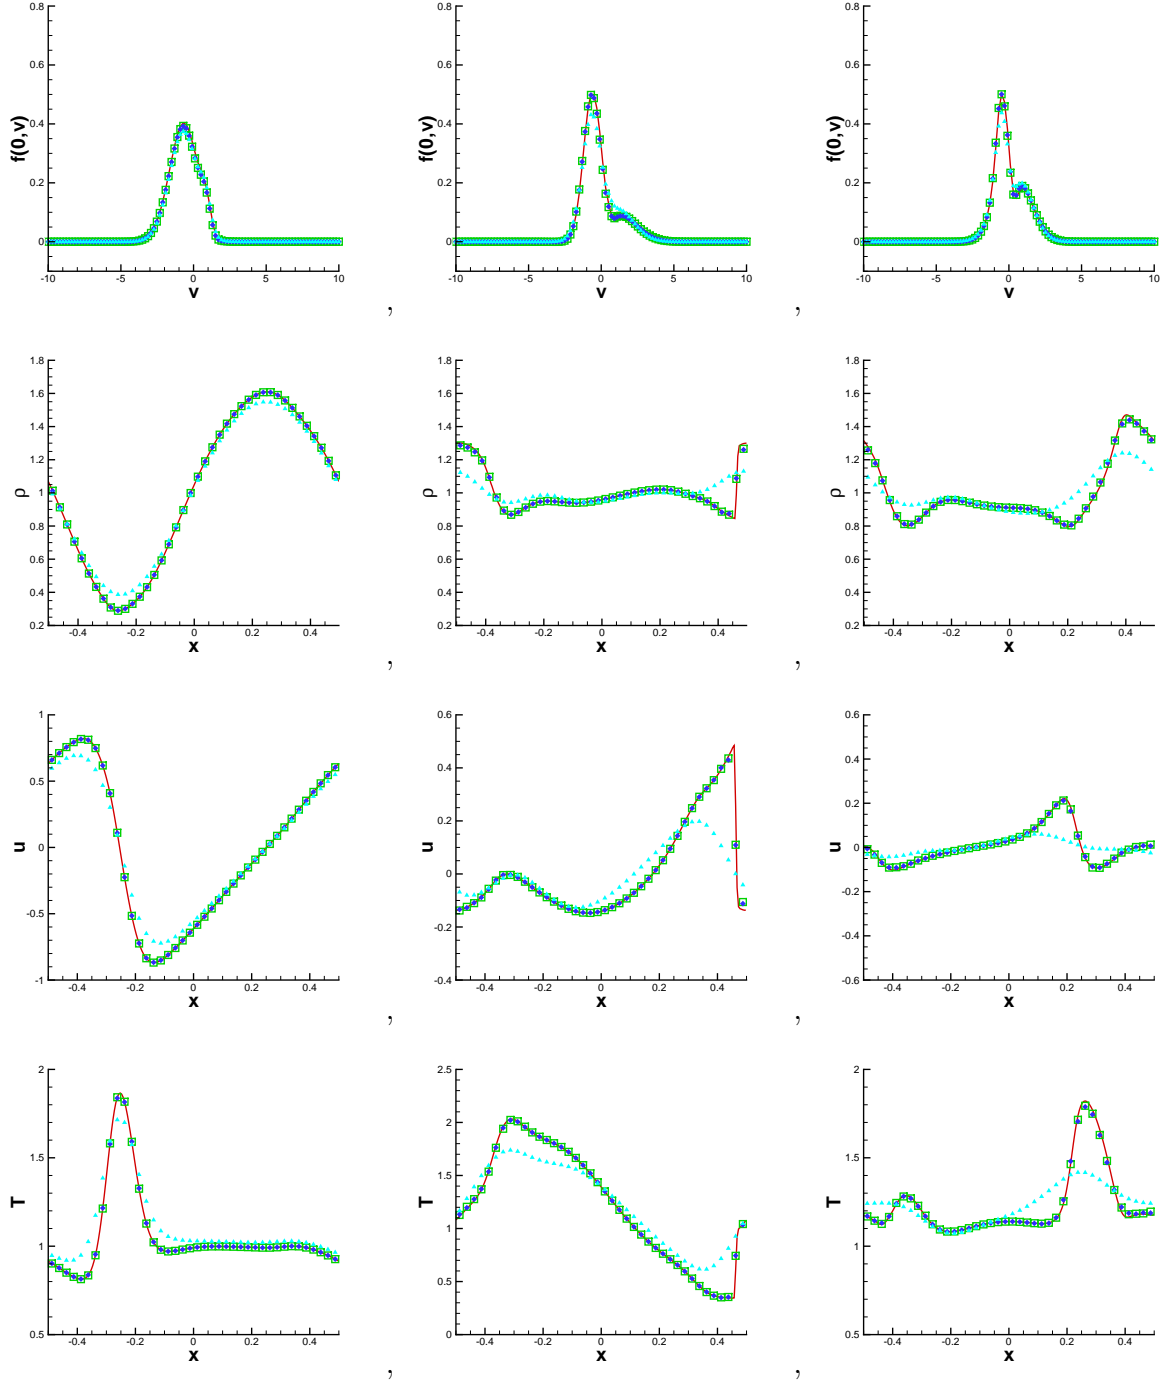 0.8 0.6 0.4 0.2 0 f(0,v) -10 -5 0 5 10 v ,
0.8 0.6 0.4 0.2 0 f(0,v) -10 -5 0 5 10 v ,
0.8 0.6 0.4 0.2 0 f(0,v) -10 -5 0 5 10 v
1.8 1.6 1.4 1.2 1 0.8 0.6 0.4 0.2 ρ -0.4 -0.2 0 0.2 0.4 x ,
1.8 1.6 1.4 1.2 1 0.8 0.6 0.4 0.2 ρ -0.4 -0.2 0 0.2 0.4 x ,
1.8 1.6 1.4 1.2 1 0.8 0.6 0.4 0.2 ρ -0.4 -0.2 0 0.2 0.4 x
1 0.5 0 -0.5 -1 u -0.4 -0.2 0 0.2 0.4 x ,
0.6 0.4 0.2 0 -0.2 -0.4 u -0.4 -0.2 0 0.2 0.4 x ,
0.6 0.4 0.2 0 -0.2 -0.4 -0.6 u -0.4 -0.2 0 0.2 0.4 x
2 1.5 1 0.5 T -0.4 -0.2 0 0.2 0.4 x ,
2.5 2 1.5 1 0.5 0 T -0.4 -0.2 0 0.2 0.4 x ,
2 1.5 1 0.5 T -0.4 -0.2 0 0.2 0.4 x